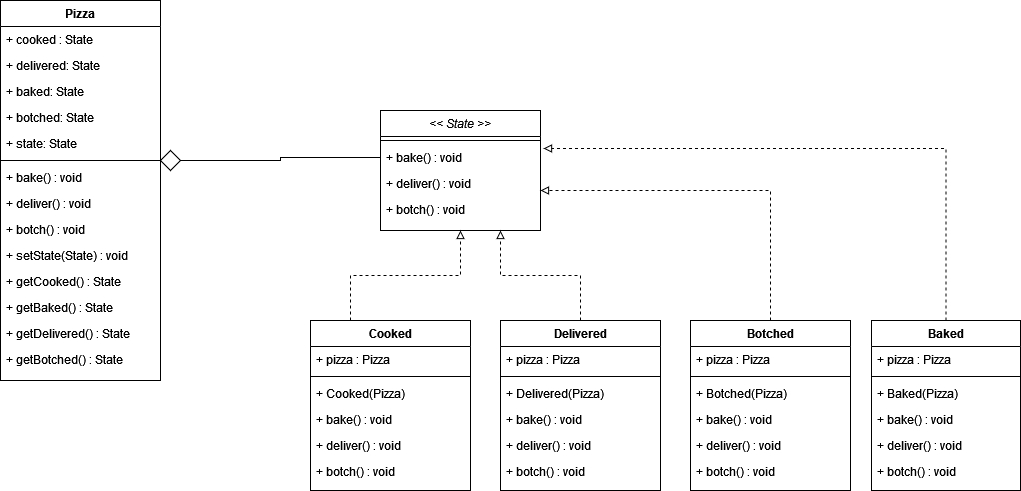 Pizza
+ cooked : State
+ delivered: State
+ baked: State
+ botched: State
+ state: State
+ bake() : void
+ deliver() : void
+ botch() : void
+ setState(State) : void
+ getCooked() : State
+ getBaked() : State
+ getDelivered() : State
+ getBotched() : State
<< State >>
+ bake() : void
+ deliver() : void
+ botch() : void
Cooked
+ pizza : Pizza
+ Cooked(Pizza)
+ bake() : void
+ deliver() : void
+ botch() : void
Delivered
+ pizza : Pizza
+ Delivered(Pizza)
+ bake() : void
+ deliver() : void
+ botch() : void
Botched
+ pizza : Pizza
+ Botched(Pizza)
+ bake() : void
+ deliver() : void
+ botch() : void
Baked
+ pizza : Pizza
+ Baked(Pizza)
+ bake() : void
+ deliver() : void
+ botch() : void